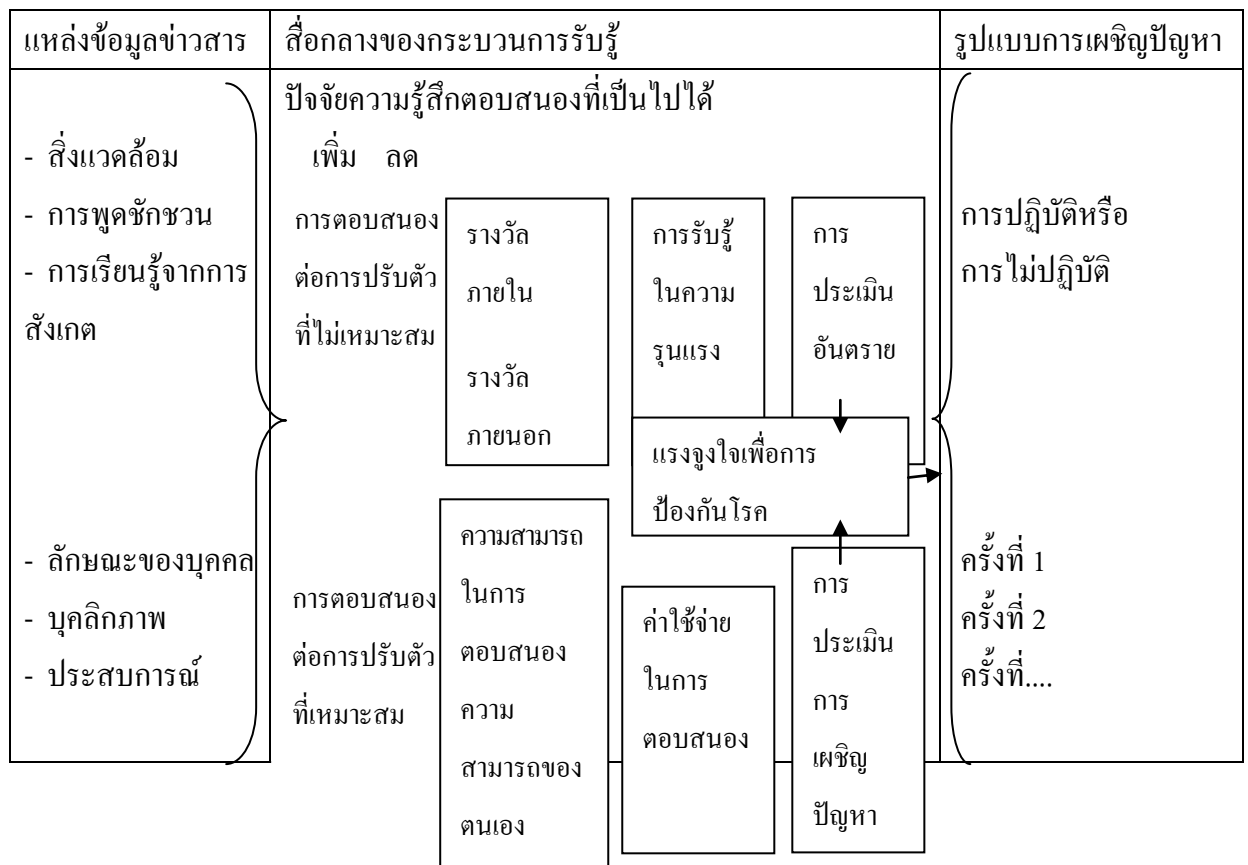 แหล่งข้อมูลข่าวสาร
สื่อกลางของกระบวนการรับรู้
รูปแบบการเผชิญปัญหา
- สิ่งแวดล้อม
- การพูดชักชวน
- การเรียนรู้จากการ
สังเกต
- ลักษณะของบุคคล
- บุคลิกภาพ
- ประสบการณ์
ปัจจัยความรู้สึกตอบสนองที่เป็นไปได้
เพิ่ม ลด
การตอบสนอง
ต่อการปรับตัว
ที่ไม่เหมาะสม
รางวัล
ภายใน
รางวัล
ภายนอก
การรับรู้
ในความ
รุนแรง
การ
ประเมิน
อันตราย
แรงจูงใจเพื่อการ
ป้องกันโรค
การตอบสนอง
ต่อการปรับตัว
ที่เหมาะสม
ความสามารถ
ในการ
ตอบสนอง
ความ
สามารถของ
ตนเอง
ค่าใช้จ่าย
ในการ
ตอบสนอง
การ
ประเมิน
การ
เผชิญ
ปัญหา
การปฏิบัติหรือ
การไม่ปฏิบัติ
ครั้งที่ 1
ครั้งที่ 2
ครั้งที่....